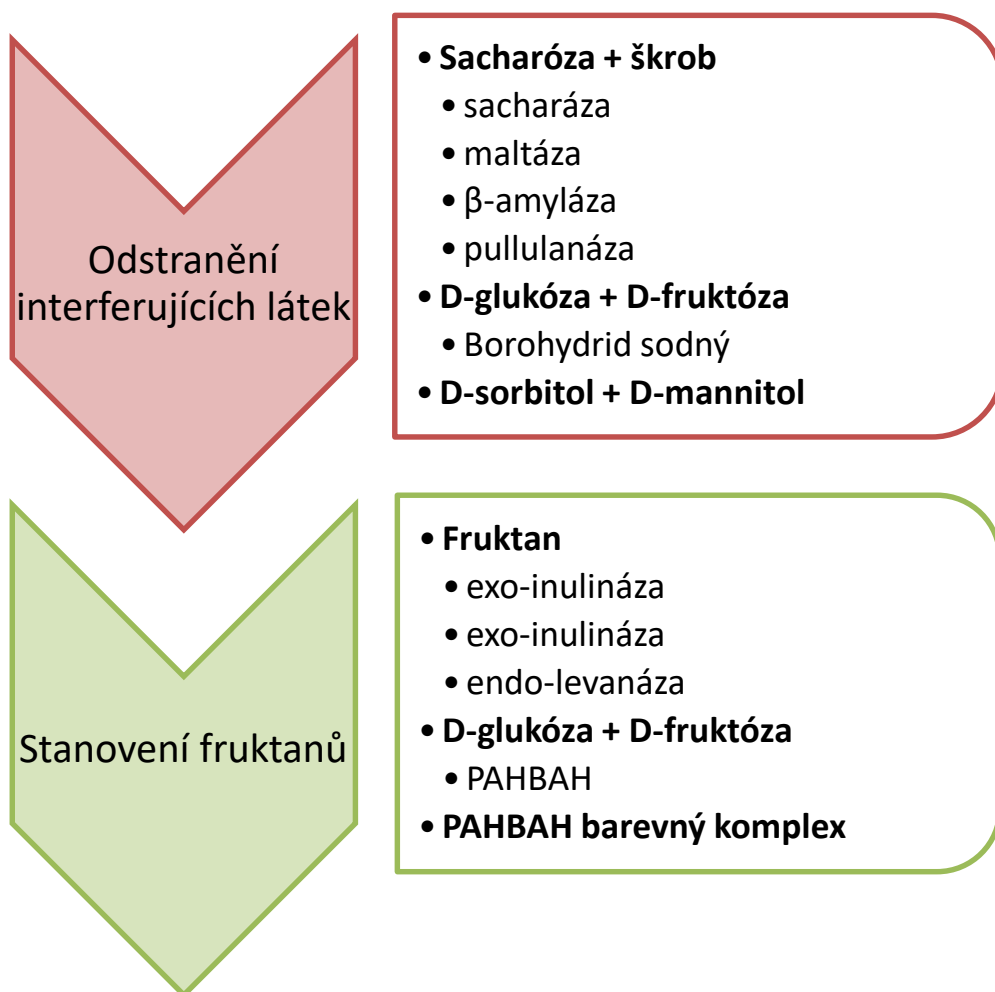 Odstranění
interferujících látek
• Sacharóza + škrob
• sacharáza
• maltáza
• β-amyláza
• pullulanáza
• D-glukóza + D-fruktóza
• Borohydrid sodný
• D-sorbitol + D-mannitol
Stanovení fruktanů
• Fruktan
• exo-inulináza
• exo-inulináza
• endo-levanáza
• D-glukóza + D-fruktóza
• PAHBAH
• PAHBAH barevný komplex